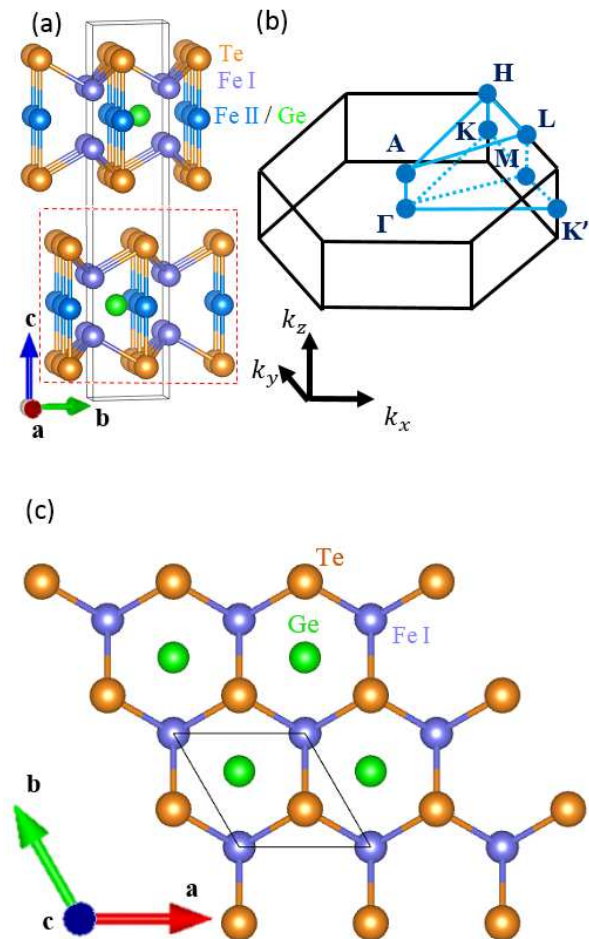 (a)
Te
Fe I
Fe II / Ge
c
a
b
(b)
H
K
L
A
M
Γ
K'
k_z
k_y
k_x
(c)
Te
Ge
Fe I
b
a
c